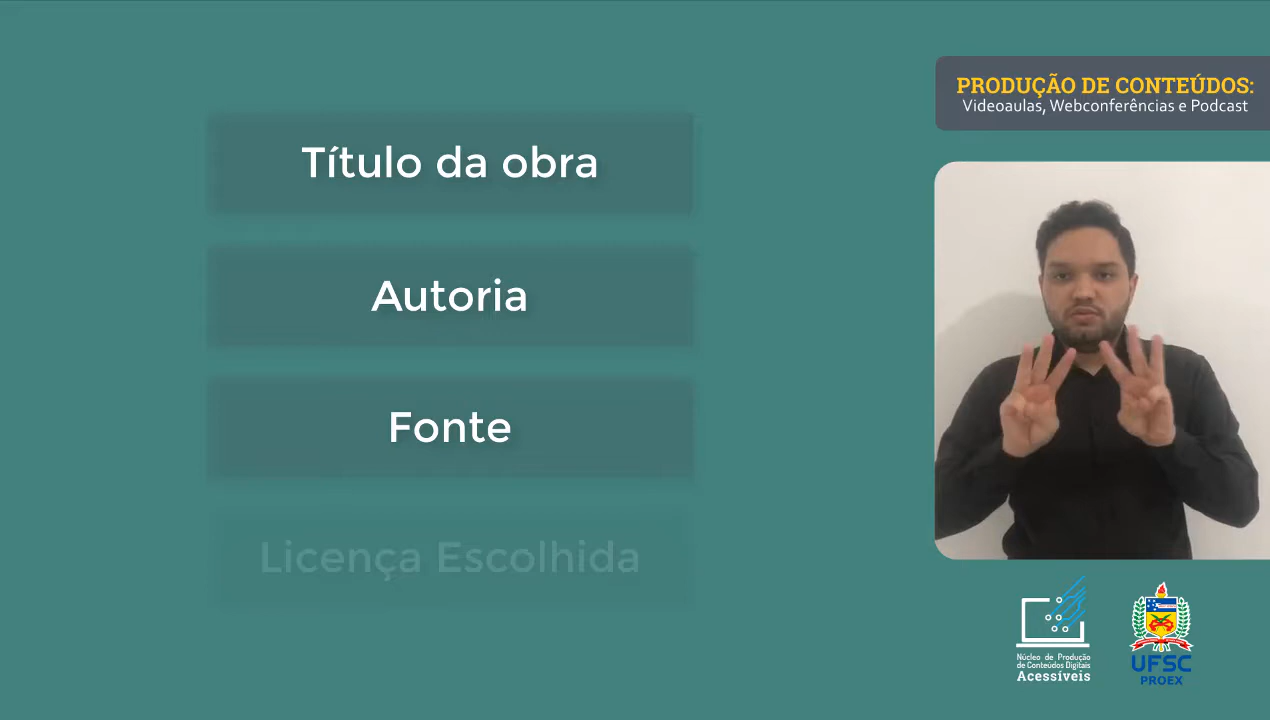 Título da obra
Autoria
Fonte
Licença Escolhida
PRODUÇÃO DE CONTEÚDOS:
Videoaulas, Webconferências e Podcast
Núcleo de Produção
de Conteúdos Digitais
Acessíveis
UFSC
PROEX